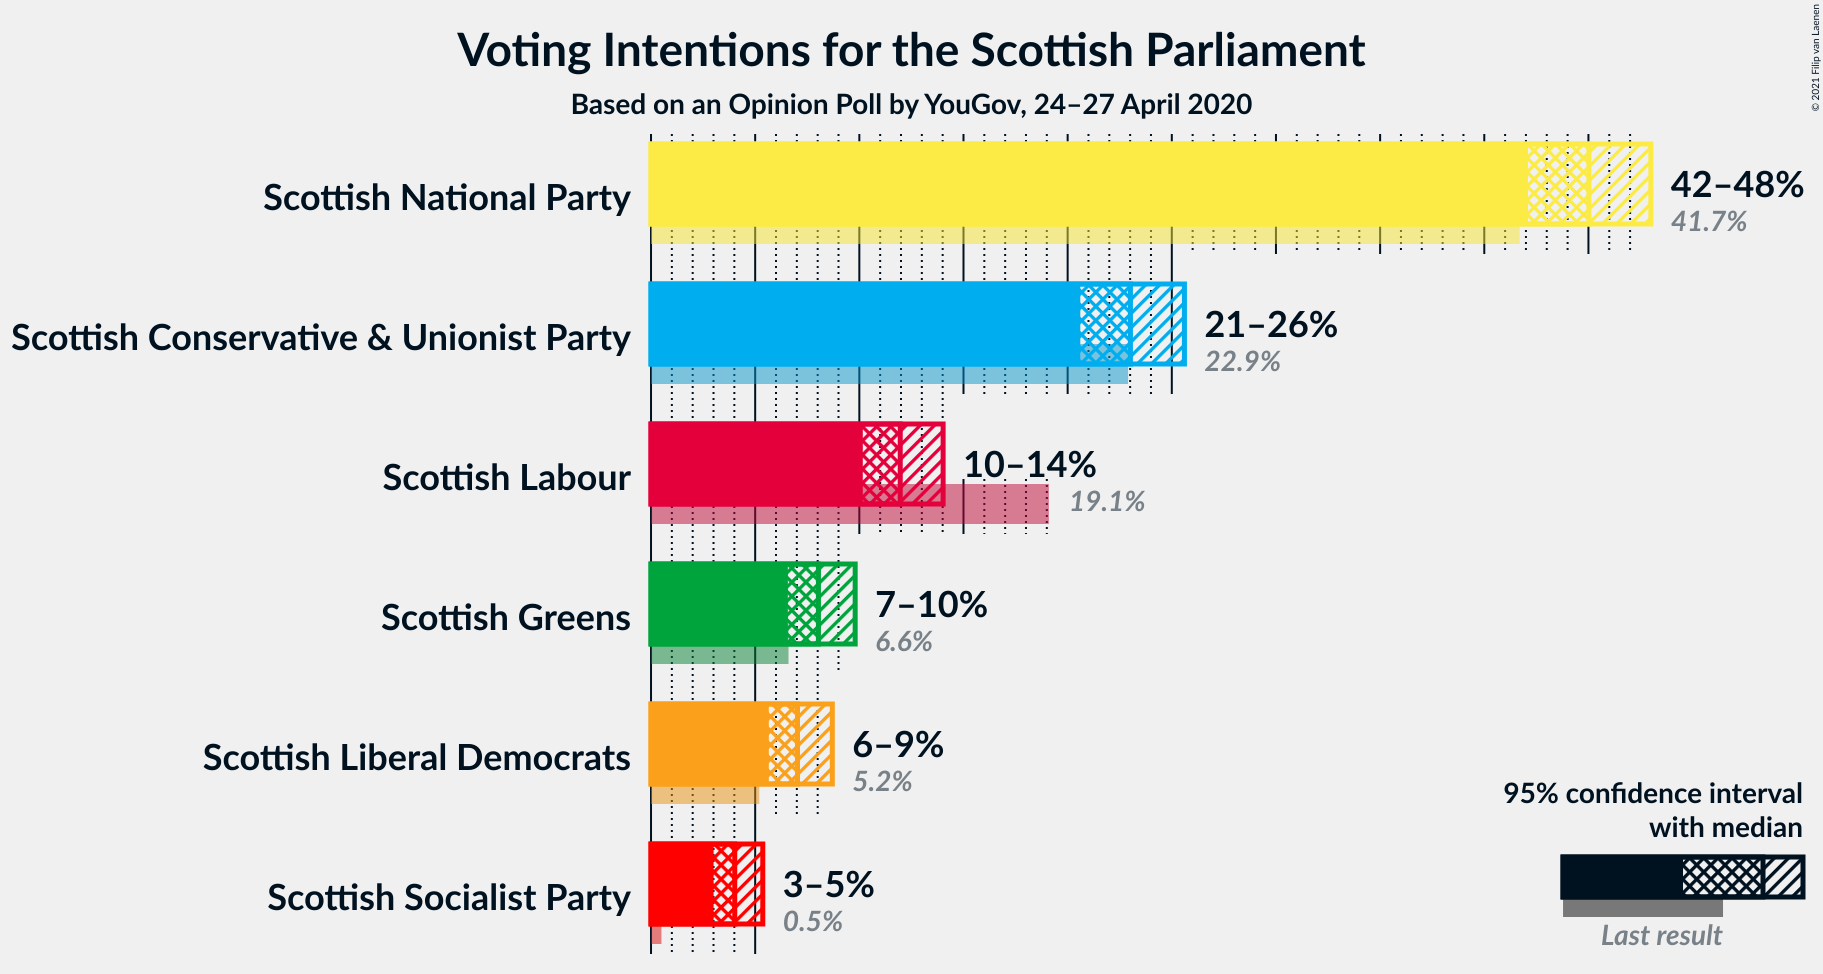 Voting Intentions for the Scottish Parliament
Based on an Opinion Poll by YouGov, 24–27 April 2020
© 2021 Filip van Laenen
Scottish National Party
42–48%
41.7%
Scottish Conservative & Unionist Party
21–26%
22.9%
Scottish Labour
10–14%
19.1%
Scottish Greens
7–10%
6.6%
Scottish Liberal Democrats
6–9%
5.2%
Scottish Socialist Party
3–5%
0.5%
95% confidence interval
with median
Last result